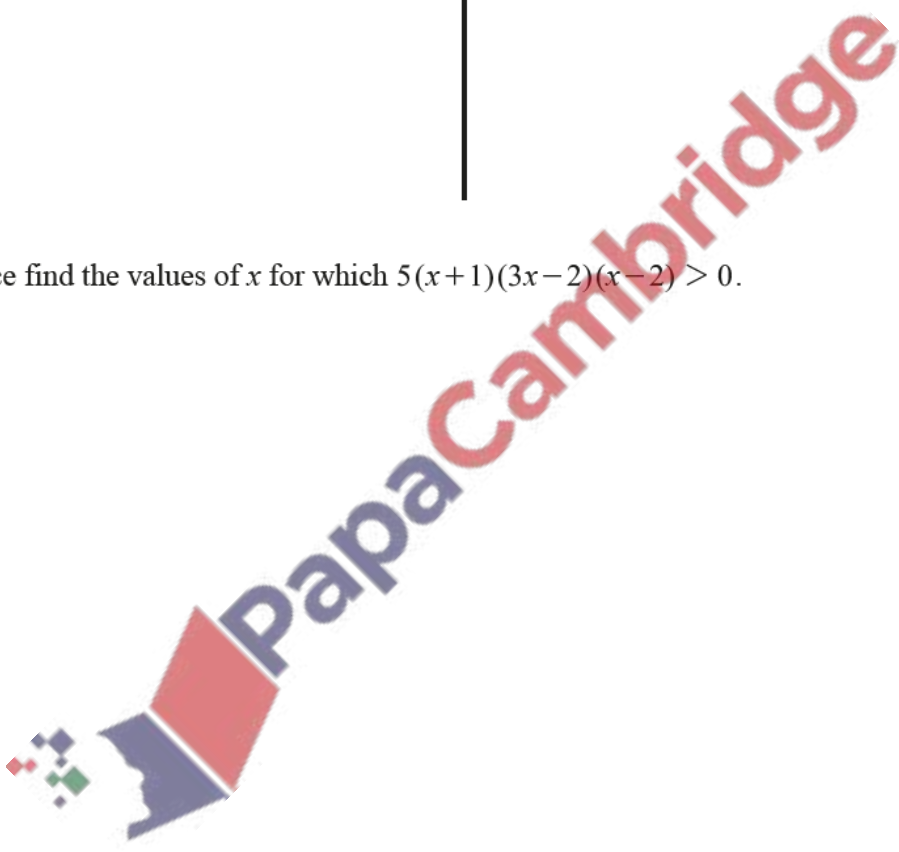 e find the values of x for which 5(x+1)(3x−2)(x−2) > 0.
PapaCambridge